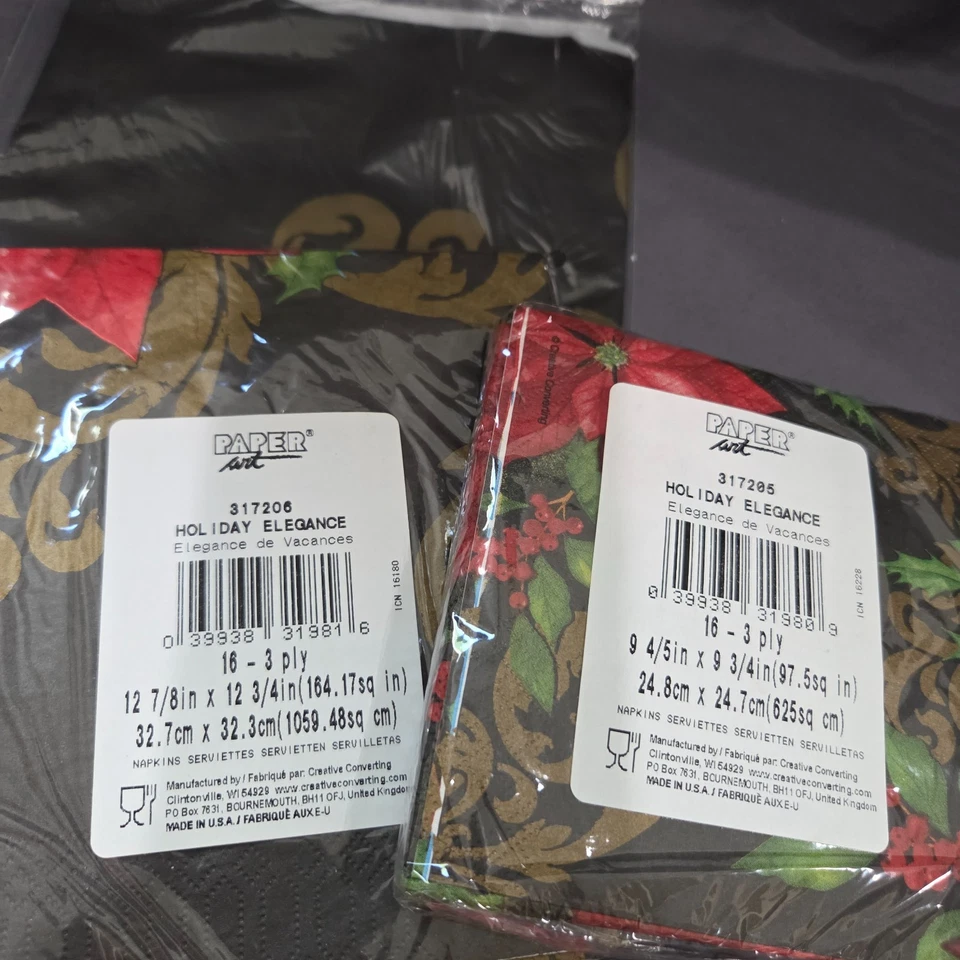 PAPER®
art
317206
HOLIDAY ELEGANCE
Elegance de Vacances
0 39938 31981 6
ICN 16180
16 - 3 ply
12 7/8in x 12 3/4in(164.17sq in)
32.7cm x 32.3cm(1059.48sq cm)
NAPKINS SERVIETTES SERVIETTEN SERVILLETAS
Manufactured by / Fabriqué par: Creative Converting
Clintonville, WI 54929 www.creativeconverting.com
PO Box 7631, BOURNEMOUTH, BH11 OFJ, United Kingdom
MADE IN U.S.A. / FABRIQUÉ AUX E-U
PAPER®
art
317205
HOLIDAY ELEGANCE
Elegance de Vacances
0 39938 31980 9
ICN 16228
16 - 3 ply
9 4/5in x 9 3/4in(97.5sq in)
24.8cm x 24.7cm(625sq cm)
NAPKINS SERVIETTES SERVIETTEN SERVILLETAS
Manufactured by / Fabriqué par: Creative Converting
Clintonville, WI 54929 www.creativeconverting.com
PO Box 7631, BOURNEMOUTH, BH11 OFJ, United Kingdom
MADE IN U.S.A. / FABRIQUÉ AUX E-U